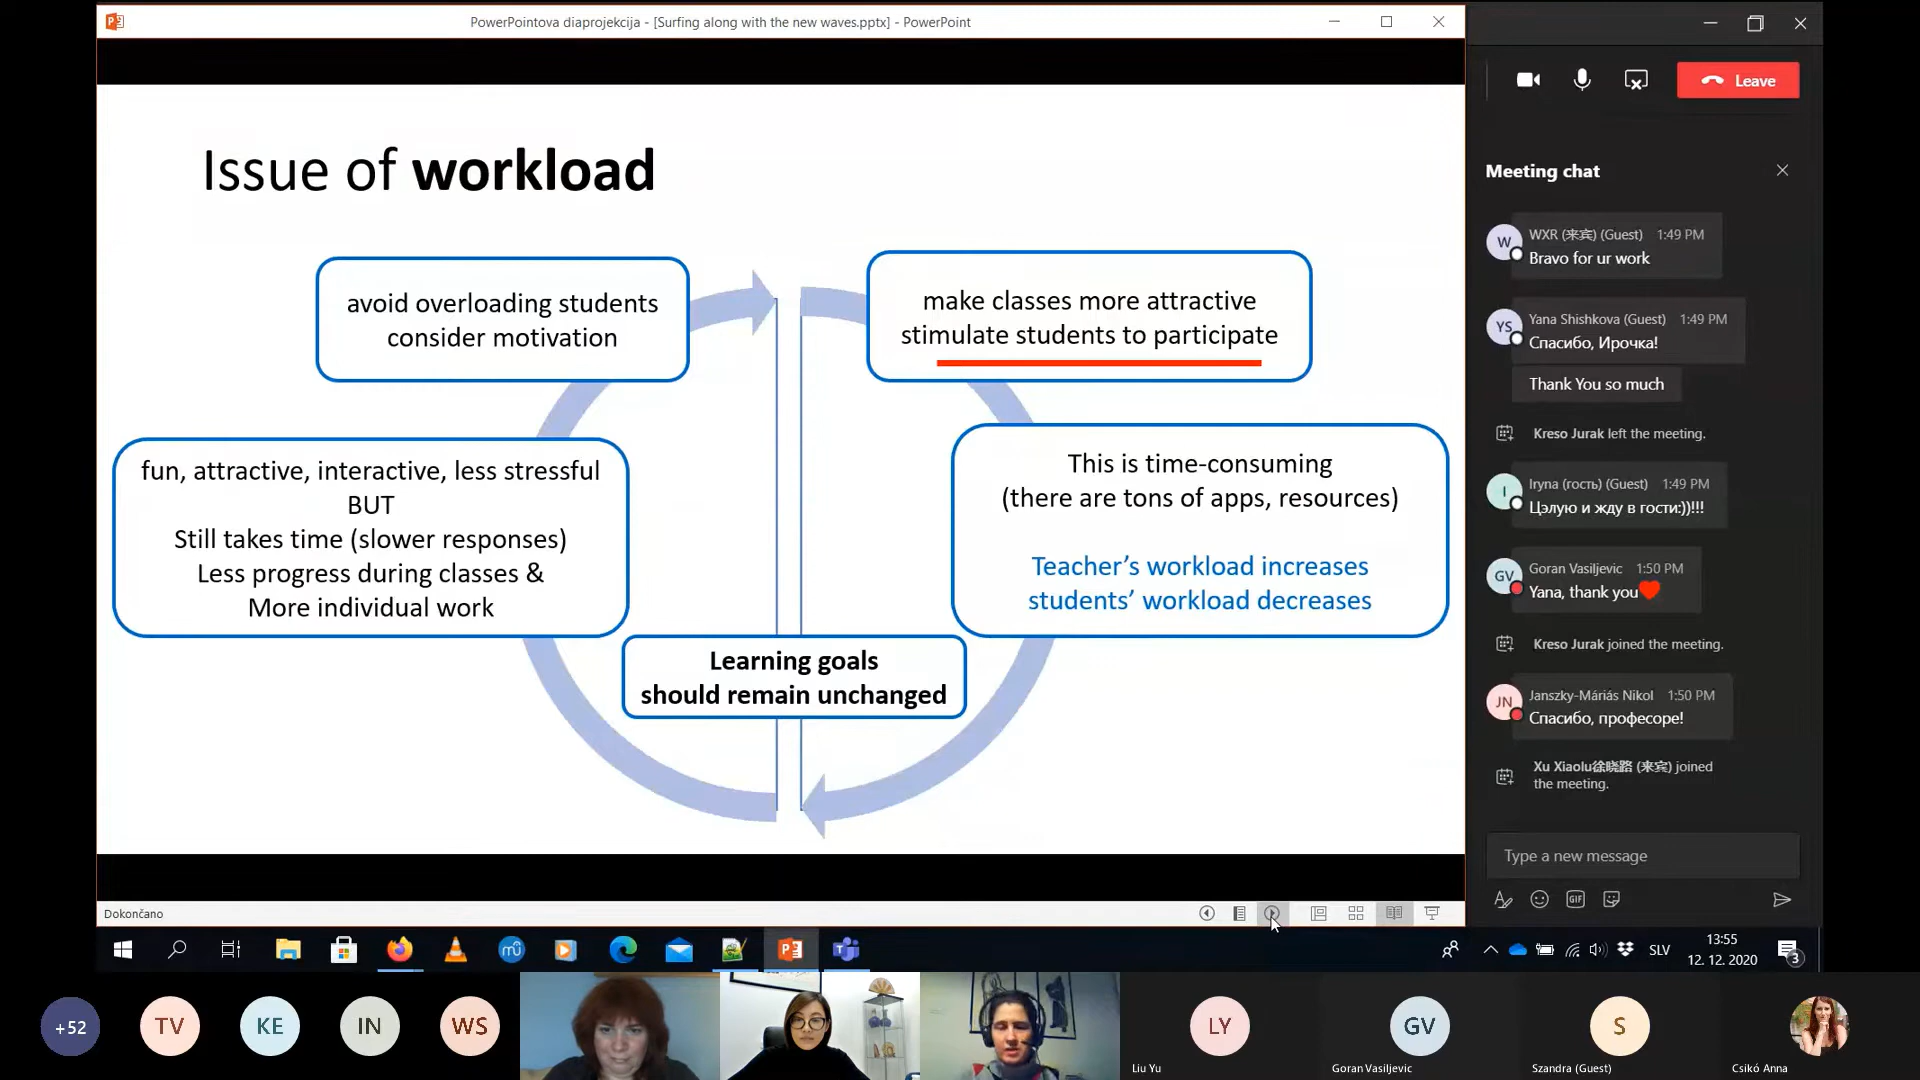 PowerPointova diaprojekcija - [Surfing along with the new waves.pptx] - PowerPoint
Issue of workload
avoid overloading students
consider motivation
make classes more attractive
stimulate students to participate
fun, attractive, interactive, less stressful
BUT
Still takes time (slower responses)
Less progress during classes &
More individual work
This is time-consuming
(there are tons of apps, resources)
Teacher’s workload increases
students’ workload decreases
Learning goals
should remain unchanged
Dokončano
Leave
Meeting chat
W
WXR (来宾) (Guest) 1:49 PM
Bravo for ur work
YS
Yana Shishkova (Guest) 1:49 PM
Спасибо, Ирочка!
Thank You so much
Kreso Jurak left the meeting.
I
Iryna (гость) (Guest) 1:49 PM
Цэлую и жду в гости:))!!!
GV
Goran Vasiljevic 1:50 PM
Yana, thank you❤
Kreso Jurak joined the meeting.
JN
Janszky-Máriás Nikol 1:50 PM
Спасибо, професоре!
Xu Xiaolu徐晓路 (来宾) joined
the meeting.
Type a new message
GIF
SLV
13:55
12. 12. 2020
3
+52
TV
KE
IN
WS
LY
Liu Yu
GV
Goran Vasiljevic
S
Szandra (Guest)
Csikó Anna